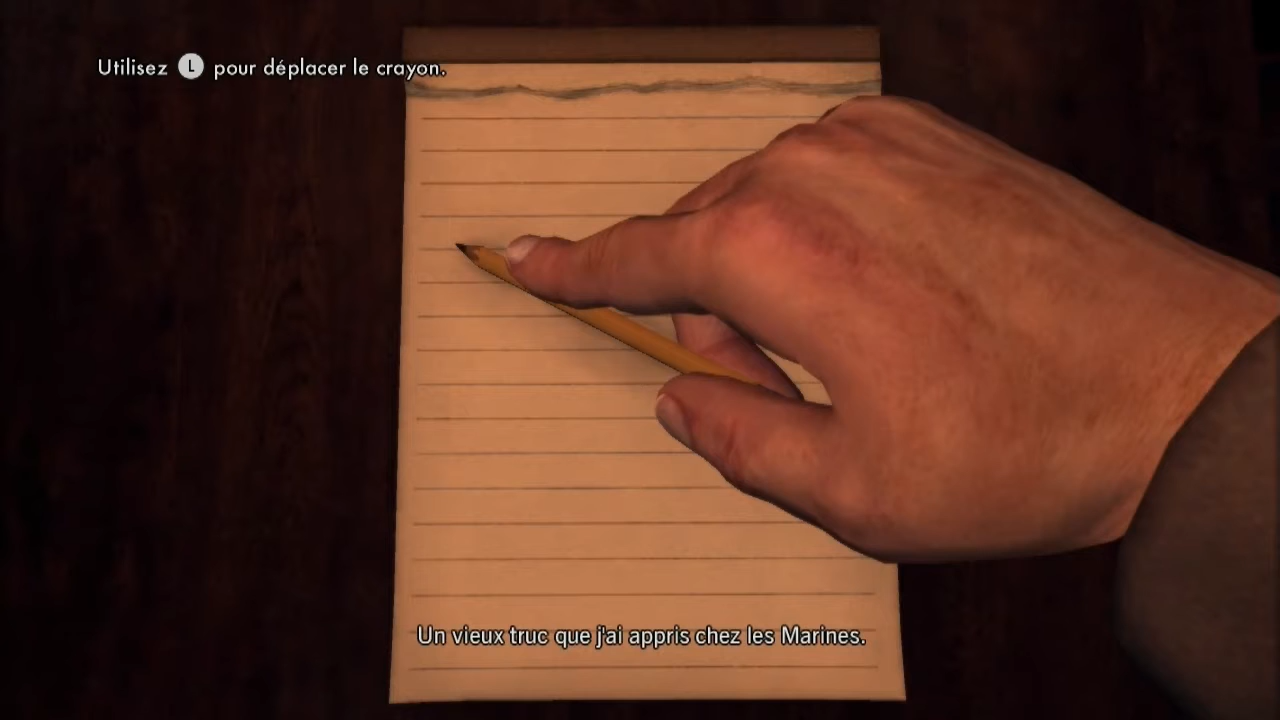 Utilisez L pour déplacer le crayon.
Un vieux truc que j'ai appris chez les Marines.